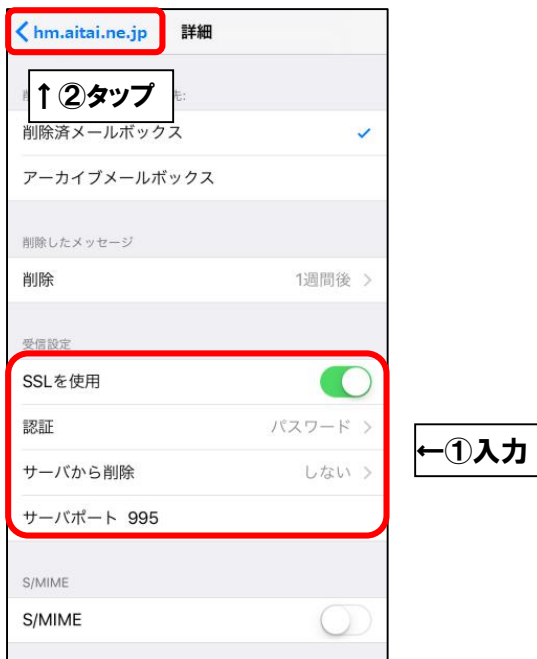 hm.aitai.ne.jp 詳細
↑②タップ
先:
削除済メールボックス
アーカイブメールボックス
削除したメッセージ
削除 1週間後
受信設定
SSLを使用
認証 パスワード
サーバから削除 しない
←①入力
サーバポート 995
S/MIME
S/MIME